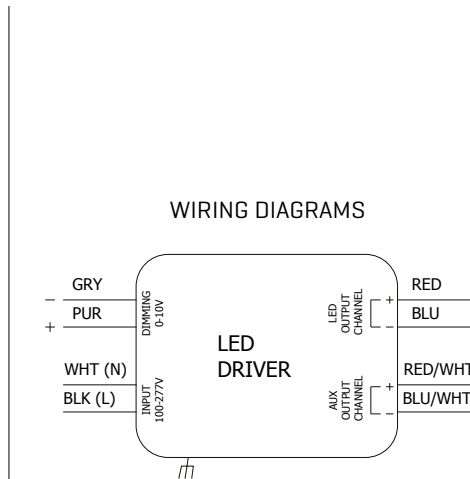 WIRING DIAGRAMS
GRY
−
PUR
+
DIMMING
0-10V
WHT (N)
BLK (L)
INPUT
100-277V
LED
DRIVER
LED
OUTPUT
CHANNEL
+
−
RED
BLU
AUX
OUTPUT
CHANNEL
+
−
RED/WHT
BLU/WHT